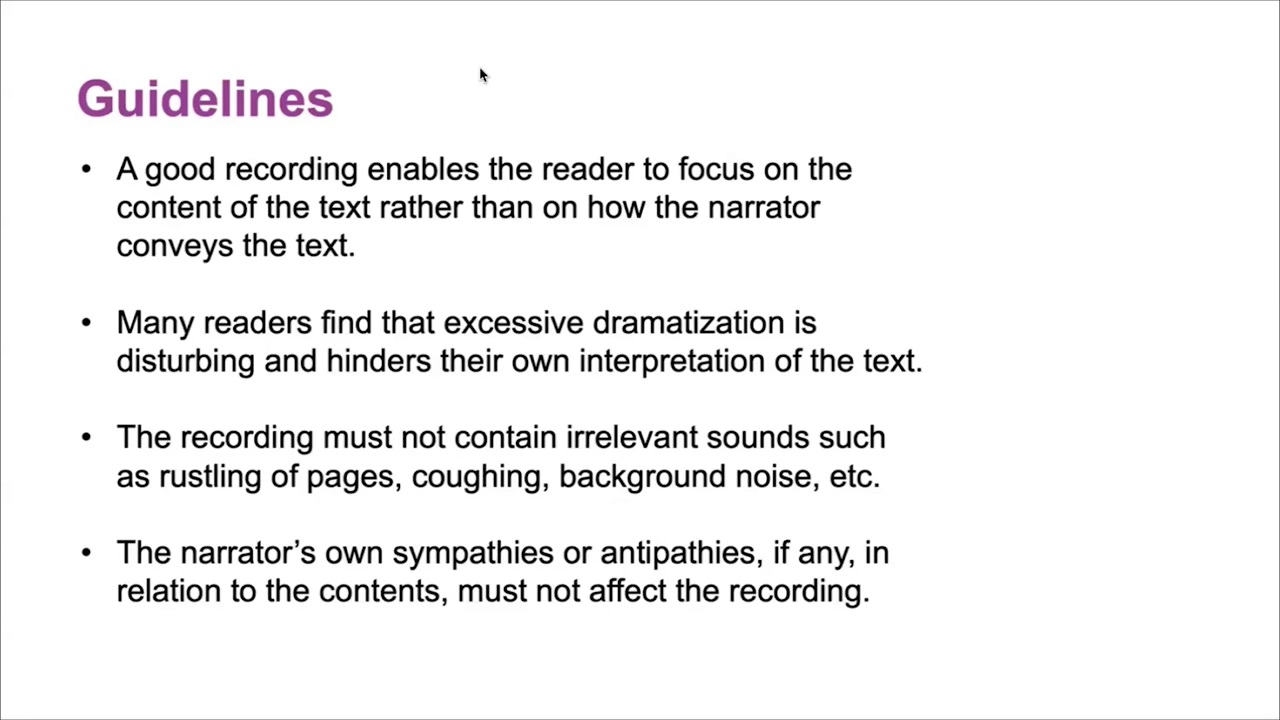 Guidelines
• A good recording enables the reader to focus on the
content of the text rather than on how the narrator
conveys the text.
• Many readers find that excessive dramatization is
disturbing and hinders their own interpretation of the text.
• The recording must not contain irrelevant sounds such
as rustling of pages, coughing, background noise, etc.
• The narrator’s own sympathies or antipathies, if any, in
relation to the contents, must not affect the recording.